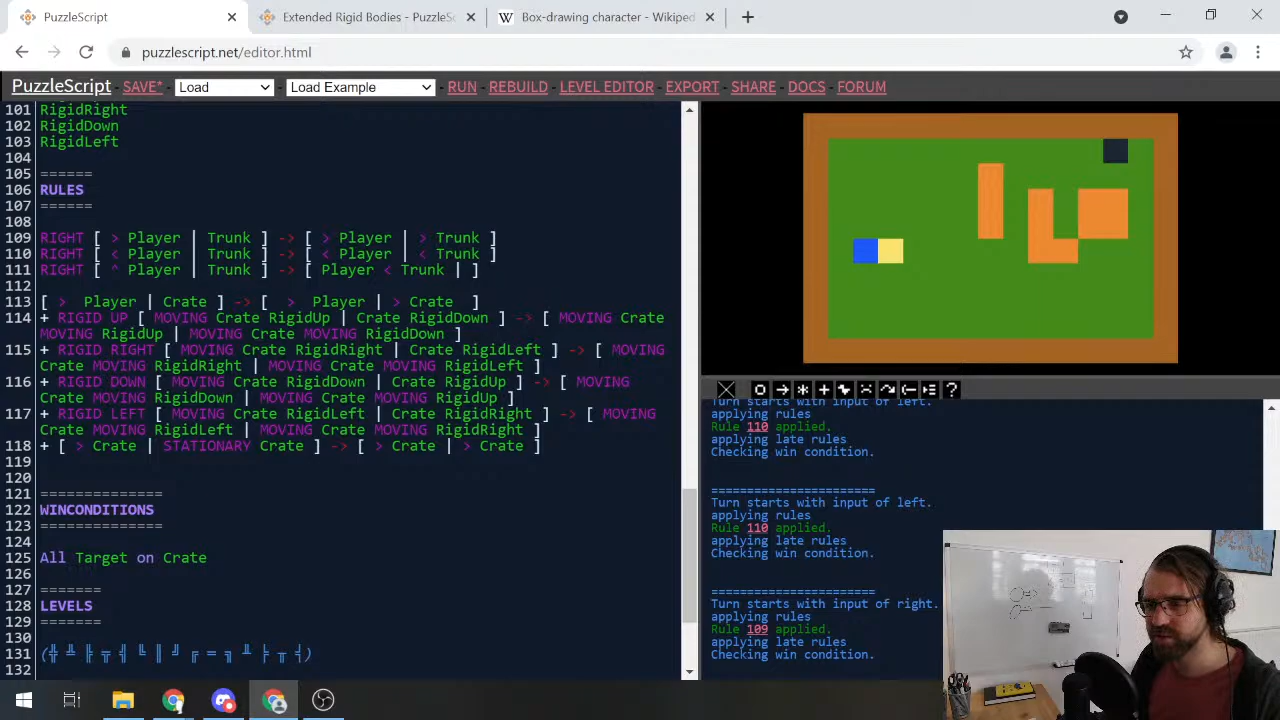 PuzzleScript
Extended Rigid Bodies - PuzzleSc
Box-drawing character - Wikiped
puzzlescript.net/editor.html
PuzzleScript - SAVE* - Load Load Example - RUN - REBUILD - LEVEL EDITOR - EXPORT - SHARE - DOCS - FORUM
101 RigidRight
102 RigidDown
103 RigidLeft
104
105 ======
106 RULES
107 ======
108
109 RIGHT [ > Player | Trunk ] -> [ > Player | > Trunk ]
110 RIGHT [ < Player | Trunk ] -> [ < Player | < Trunk ]
111 RIGHT [ ^ Player | Trunk ] -> [ Player < Trunk | ]
112
113 [ > Player | Crate ] -> [ > Player | > Crate ]
114 + RIGID UP [ MOVING Crate RigidUp | Crate RigidDown ] -> [ MOVING Crate
MOVING RigidUp | MOVING Crate MOVING RigidDown ]
115 + RIGID RIGHT [ MOVING Crate RigidRight | Crate RigidLeft ] -> [ MOVING
Crate MOVING RigidRight | MOVING Crate MOVING RigidLeft ]
116 + RIGID DOWN [ MOVING Crate RigidDown | Crate RigidUp ] -> [ MOVING
Crate MOVING RigidDown | MOVING Crate MOVING RigidUp ]
117 + RIGID LEFT [ MOVING Crate RigidLeft | Crate RigidRight ] -> [ MOVING
Crate MOVING RigidLeft | MOVING Crate MOVING RigidRight ]
118 + [ > Crate | STATIONARY Crate ] -> [ > Crate | > Crate ]
119
120
121 ==============
122 WINCONDITIONS
123 ==============
124
125 All Target on Crate
126
127 =======
128 LEVELS
129 =======
130
131 (╬ ╩ ╠ ╦ ╣ ╚ ║ ╝ ╔ = ╗ ╨ ╞ ╥ ╡)
132
Turn starts with input of left.
applying rules
Rule 110 applied.
applying late rules
Checking win condition.
=======================
Turn starts with input of left.
applying rules
Rule 110 applied.
applying late rules
Checking win condition.
=======================
Turn starts with input of right.
applying rules
Rule 109 applied.
applying late rules
Checking win condition.